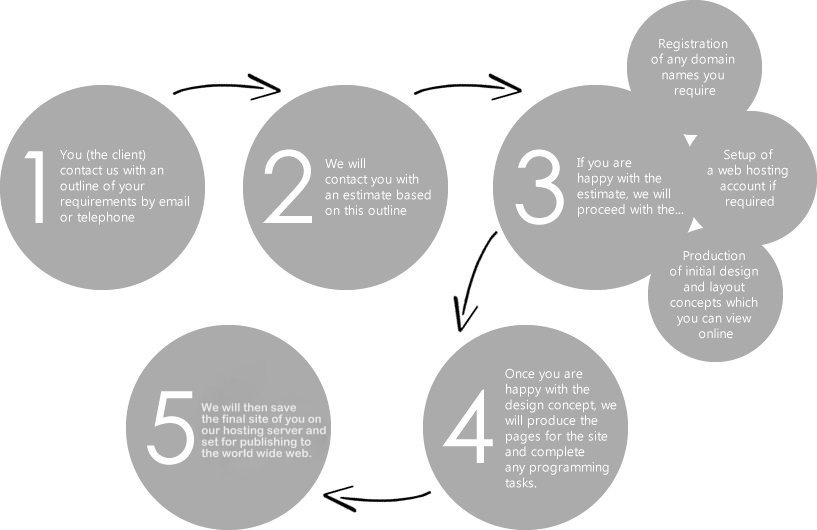 1
You (the client)
contact us with an
outline of your
requirements by email
or telephone
2
We will
contact you with
an estimate based
on this outline
3
If you are
happy with the
estimate, we will
proceed with the...
Registration
of any domain
names you
require
Setup of
a web hosting
account if
required
Production
of initial design
and layout
concepts which
you can view
online
4
Once you are
happy with the
design concept, we
will produce the
pages for the site
and complete
any programming
tasks.
5
We will then save
the final site of you on
our hosting server and
set for publishing to
the world wide web.